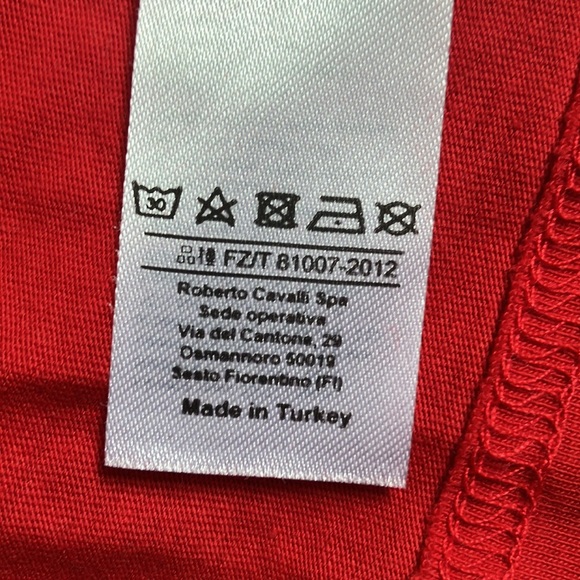 30
FZ/T 81007-2012
Roberto Cavalli Spa
Sede operativa
Via del Cantone, 29
Osmannoro 50019
Sesto Fiorentino (FI)
Made in Turkey